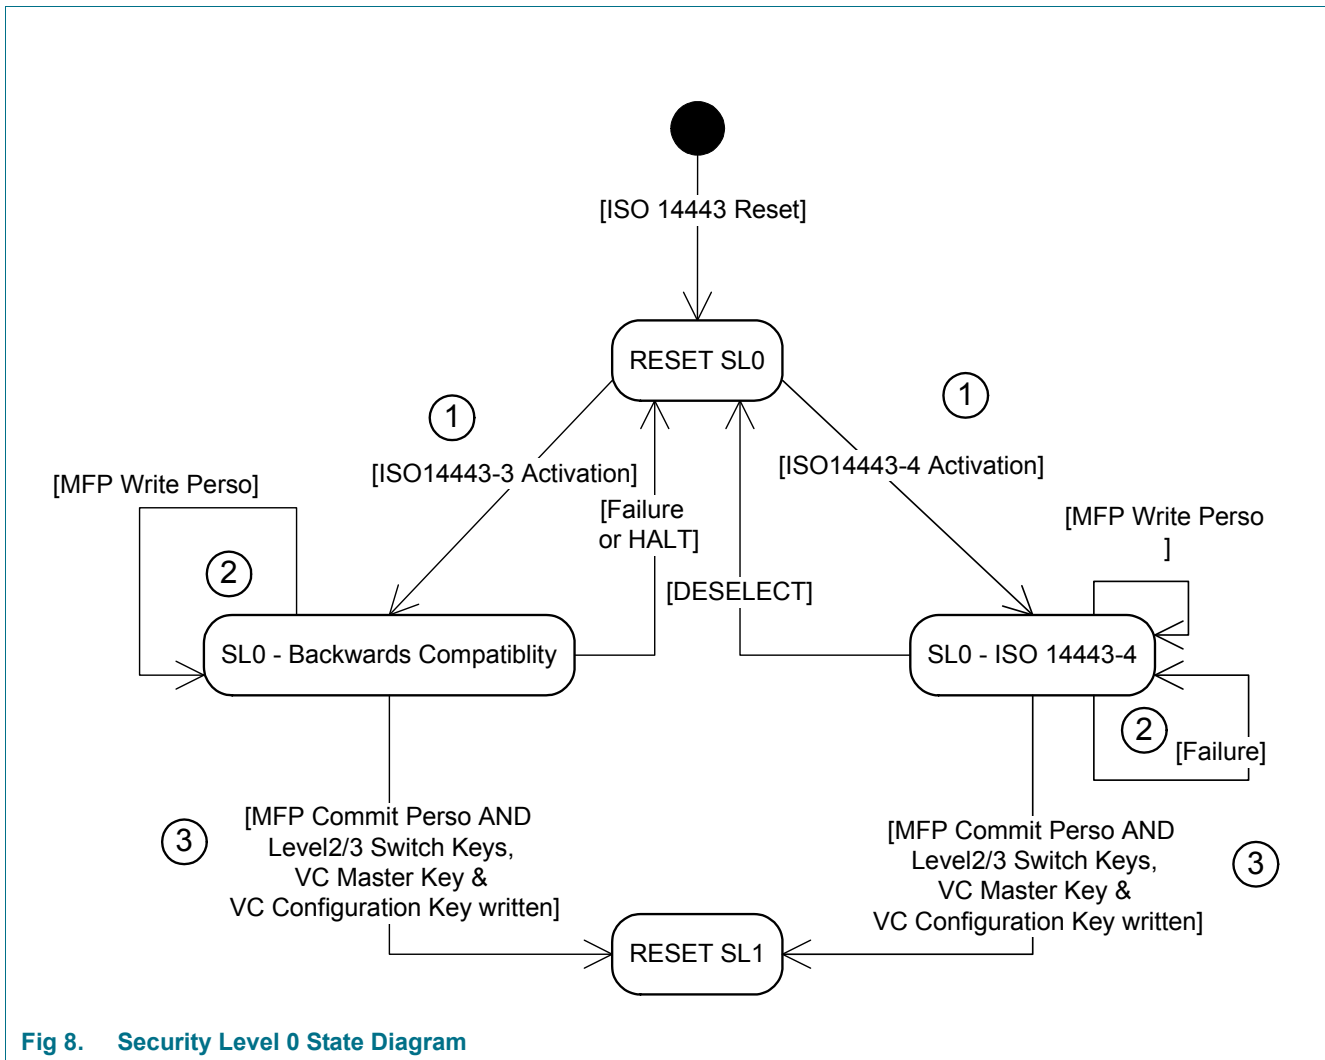 [ISO 14443 Reset]
RESET SL0
1
1
[ISO14443-3 Activation]
[ISO14443-4 Activation]
[MFP Write Perso]
[Failure
or HALT]
[MFP Write Perso
]
2
[DESELECT]
SL0 - Backwards Compatiblity
SL0 - ISO 14443-4
2
[Failure]
3
[MFP Commit Perso AND
Level2/3 Switch Keys,
VC Master Key &
VC Configuration Key written]
[MFP Commit Perso AND
Level2/3 Switch Keys,
VC Master Key &
VC Configuration Key written]
3
RESET SL1
Fig 8. Security Level 0 State Diagram